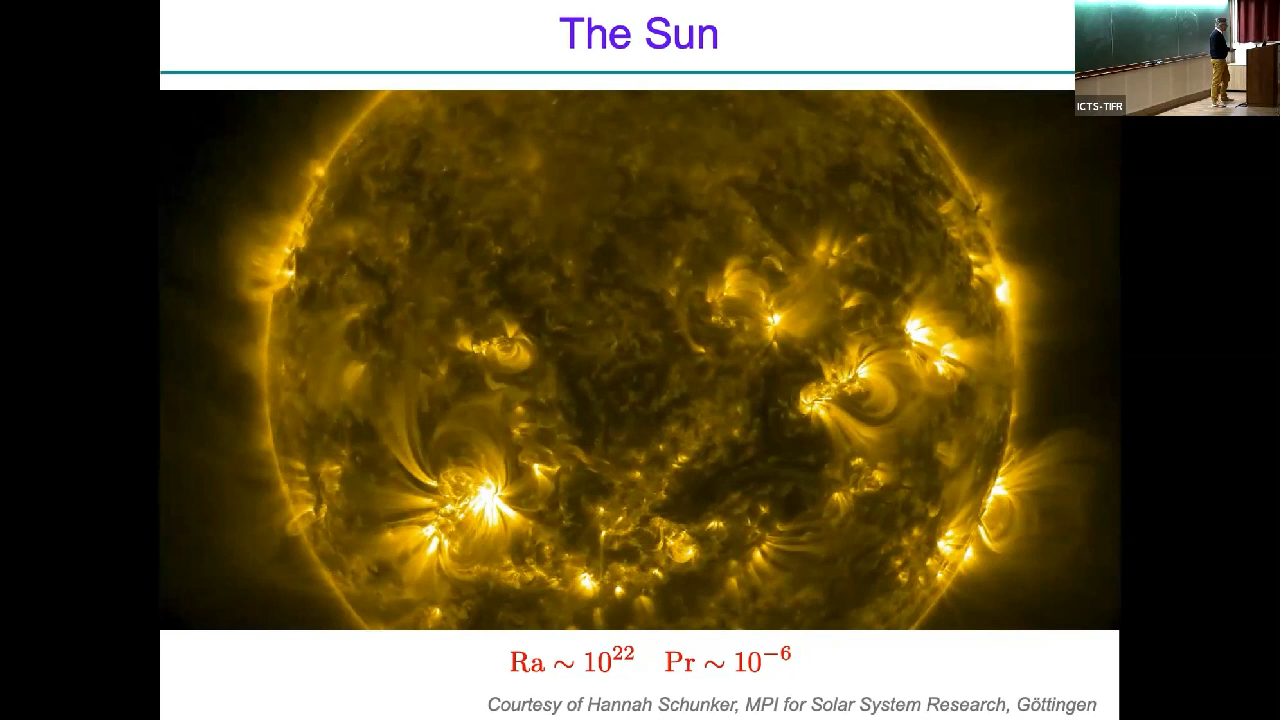 The Sun
ICTS-TIFR
Ra ∼ 10²² Pr ∼ 10⁻⁶
Courtesy of Hannah Schunker, MPI for Solar System Research, Göttingen